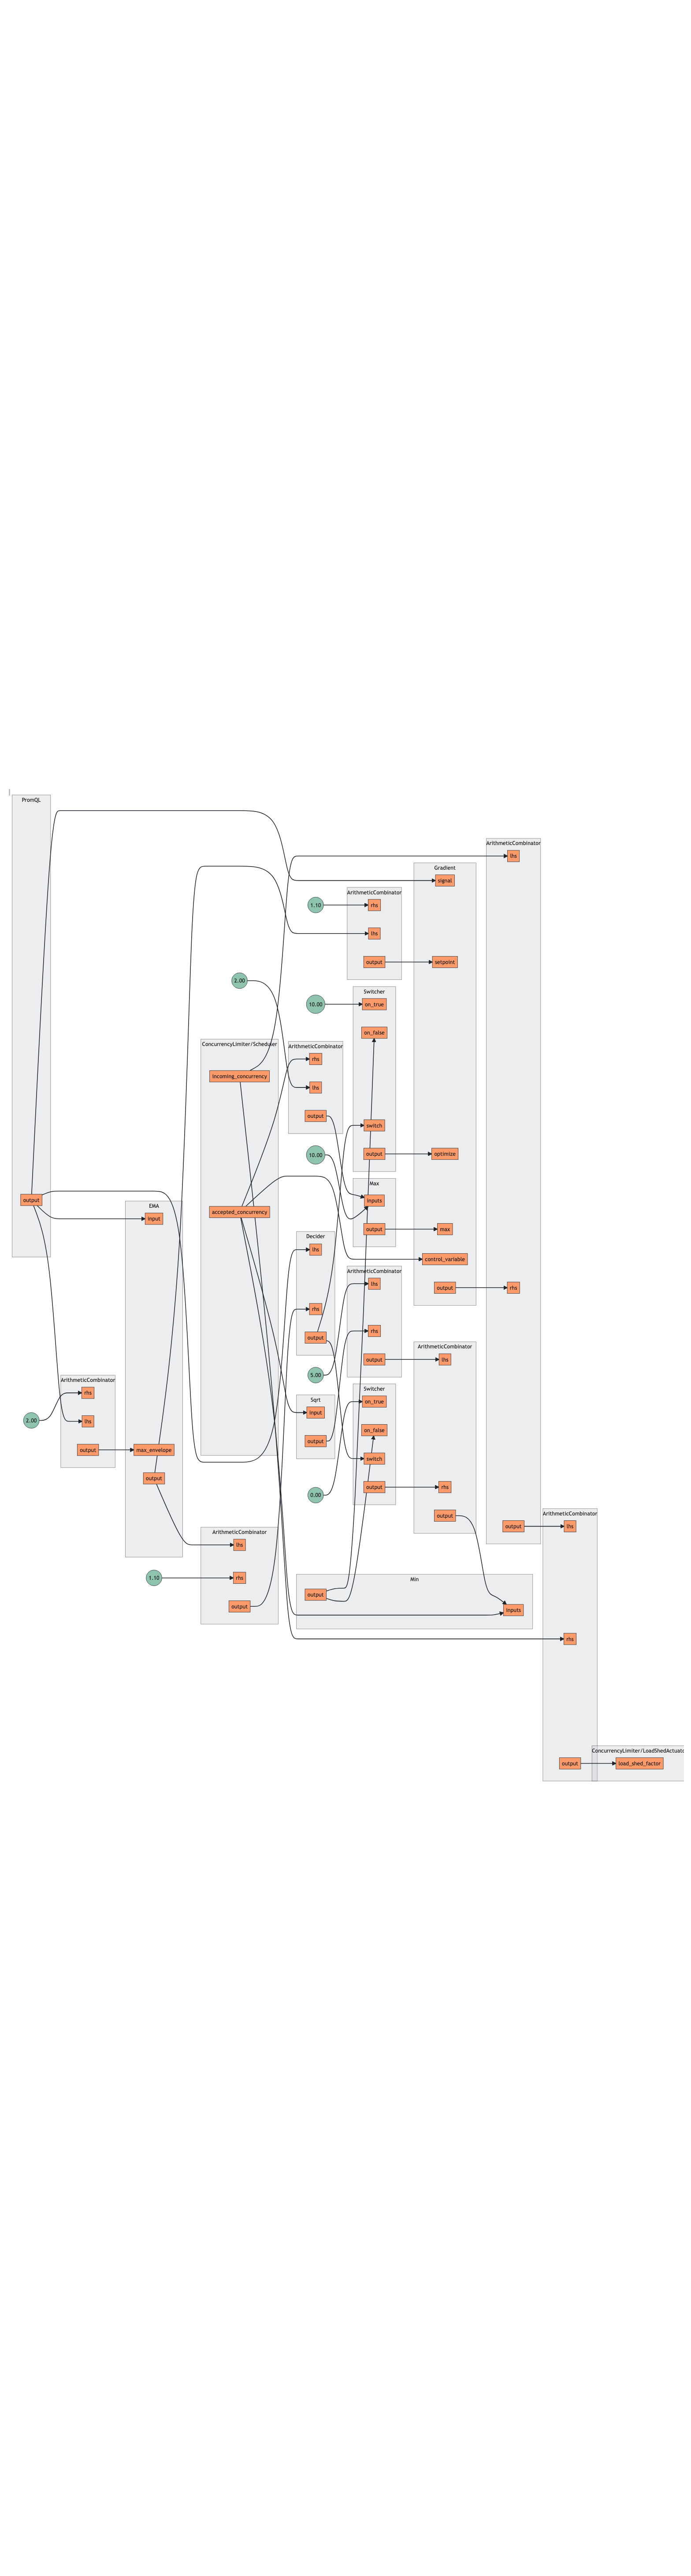 PromQL
output
2.00
ArithmeticCombinator
rhs
lhs
output
EMA
input
max_envelope
output
1.10
ConcurrencyLimiter/Scheduler
incoming_concurrency
accepted_concurrency
2.00
ArithmeticCombinator
lhs
rhs
output
ArithmeticCombinator
rhs
lhs
output
1.10
10.00
10.00
Decider
lhs
rhs
output
5.00
Sqrt
input
output
0.00
ArithmeticCombinator
rhs
lhs
output
Switcher
on_true
on_false
switch
output
Max
inputs
output
ArithmeticCombinator
lhs
rhs
output
Switcher
on_true
on_false
switch
output
Min
output
inputs
Gradient
signal
setpoint
optimize
max
control_variable
output
ArithmeticCombinator
lhs
rhs
output
ArithmeticCombinator
lhs
rhs
output
ArithmeticCombinator
lhs
rhs
output
ConcurrencyLimiter/LoadShedActuato
load_shed_factor